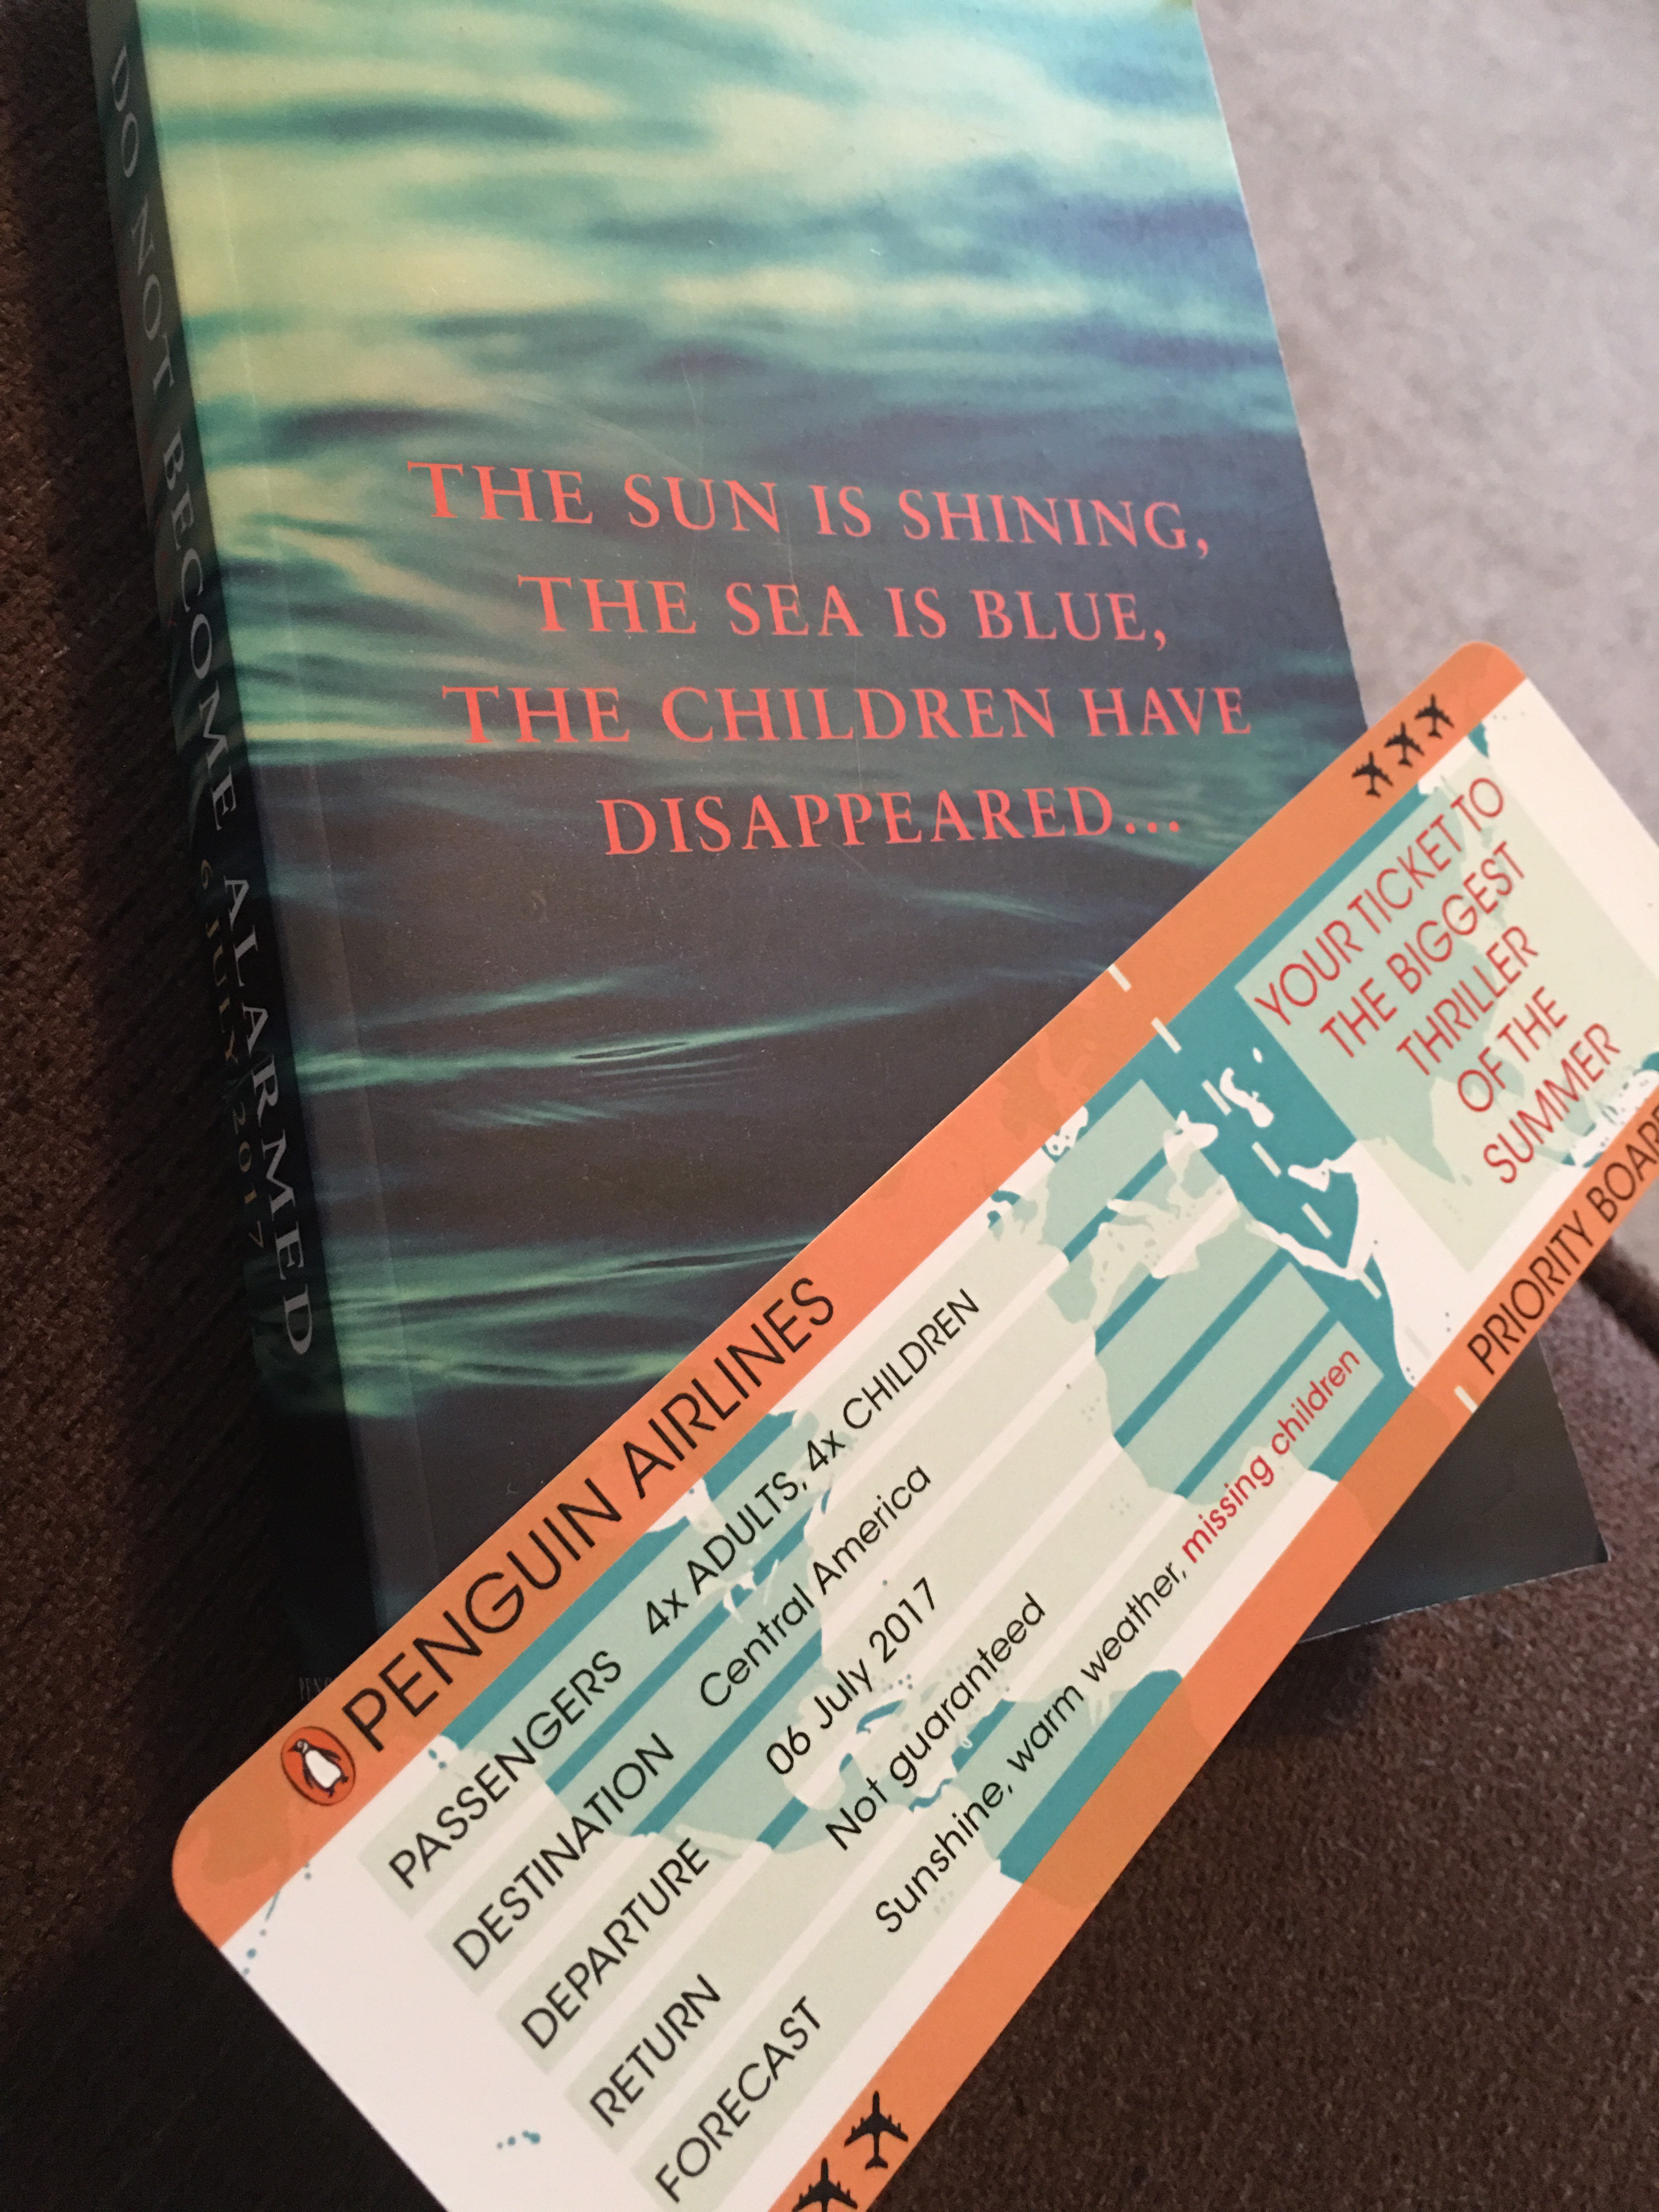 DO NOT BECOME ALARMED
6 JULY 2017
THE SUN IS SHINING,
THE SEA IS BLUE,
THE CHILDREN HAVE
DISAPPEARED...
PENGUIN AIRLINES
PASSENGERS 4x ADULTS, 4x CHILDREN
DESTINATION Central America
DEPARTURE 06 July 2017
RETURN Not guaranteed
FORECAST Sunshine, warm weather, missing children
YOUR TICKET TO
THE BIGGEST
THRILLER
OF THE
SUMMER
PRIORITY